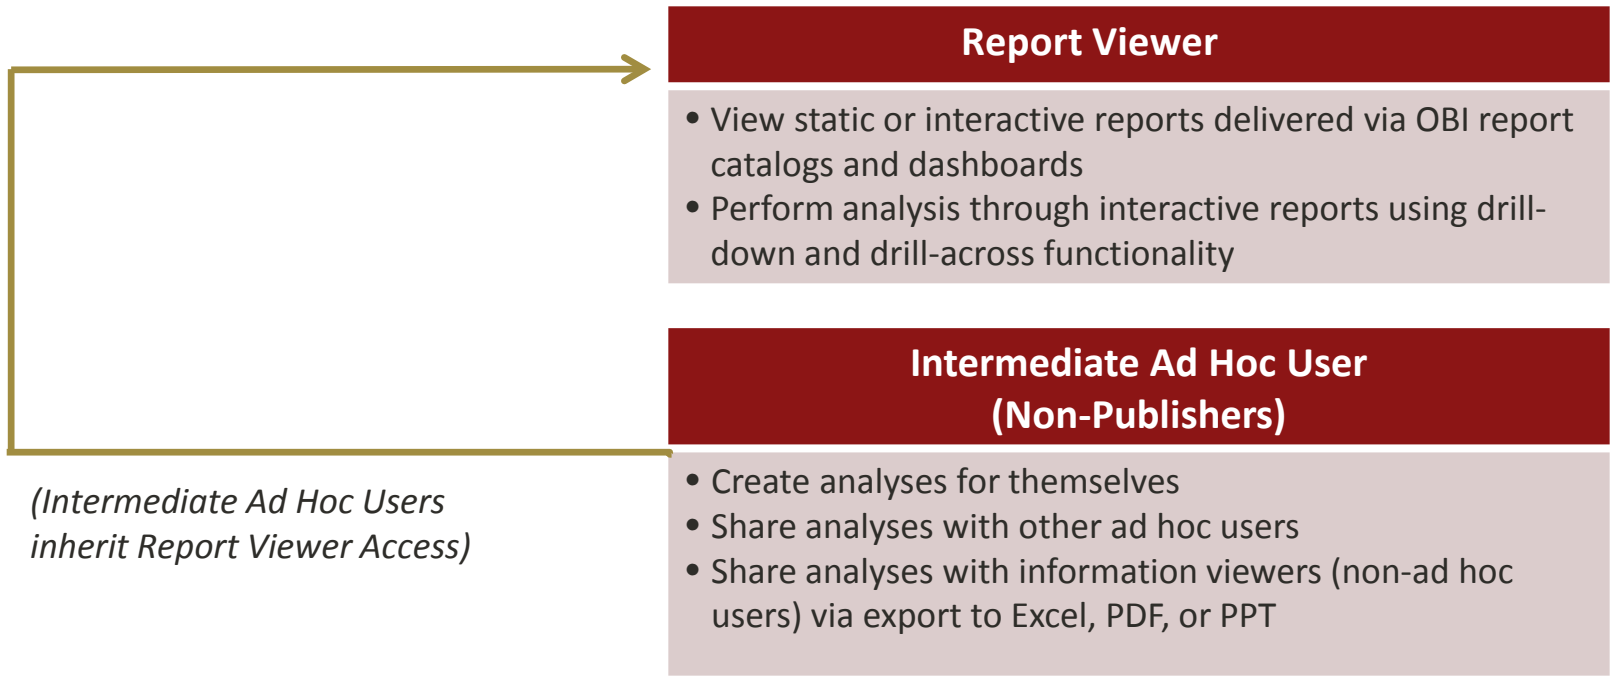 Report Viewer
• View static or interactive reports delivered via OBI report
catalogs and dashboards
• Perform analysis through interactive reports using drill-
down and drill-across functionality
Intermediate Ad Hoc User
(Non-Publishers)
(Intermediate Ad Hoc Users
inherit Report Viewer Access)
• Create analyses for themselves
• Share analyses with other ad hoc users
• Share analyses with information viewers (non-ad hoc
users) via export to Excel, PDF, or PPT